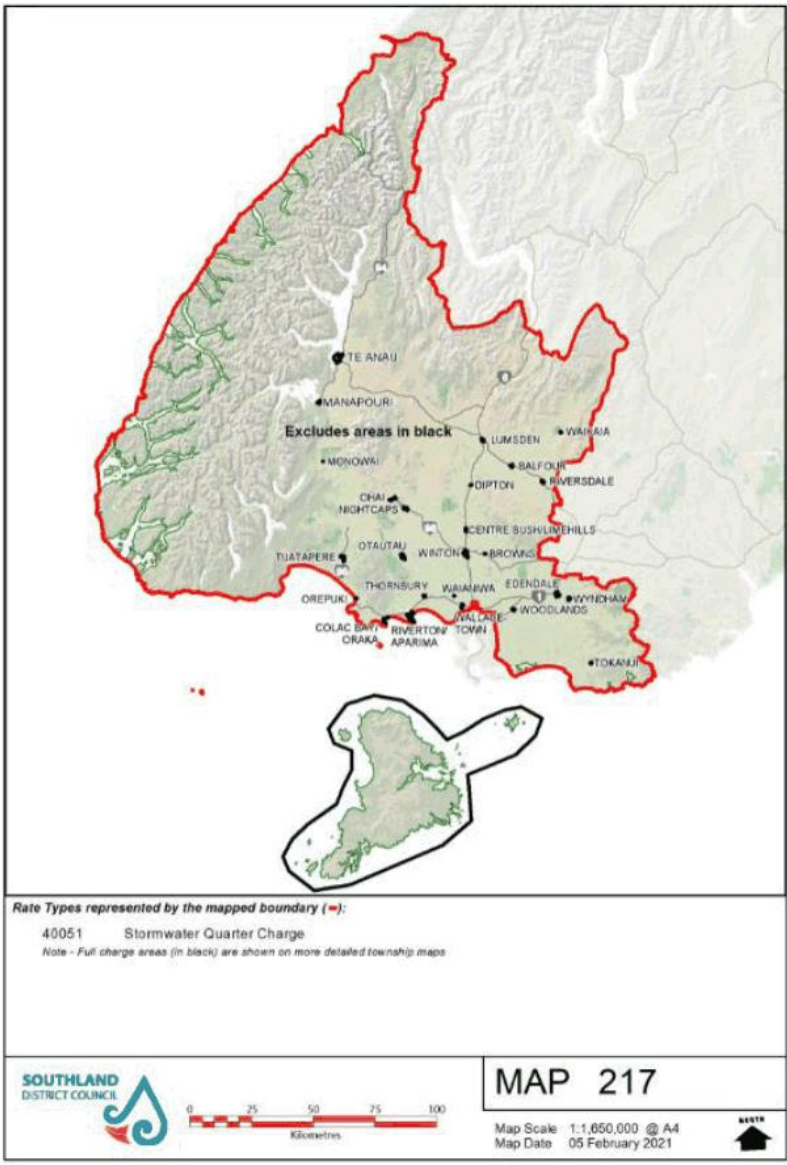 94
TE ANAU
6
MANAPOURI
Excludes areas in black
WAIKAIA
LUMSDEN
MONOWAI
BALFOUR
RIVERSDALE
DIPTON
OHAI
NIGHTCAPS
CENTRE BUSH/LIMEHILLS
OTAUTAU
WINTON
BROWNS
TUATAPERE
THORNBURY
WAIANIWA
EDENDALE
OREPUKI
WYNDHAM
WOODLANDS
COLAC BAY/
ORAKA
RIVERTON/
APARIMA
WALLACE-
TOWN
TOKANUI
Rate Types represented by the mapped boundary (-):
40051 Stormwater Quarter Charge
Note - Full charge areas (in black) are shown on more detailed township maps
SOUTHLAND
DISTRICT COUNCIL
0 25 50 75 100
Kilometres
MAP 217
Map Scale 1:1,650,000 @ A4
Map Date 05 February 2021
NORTH